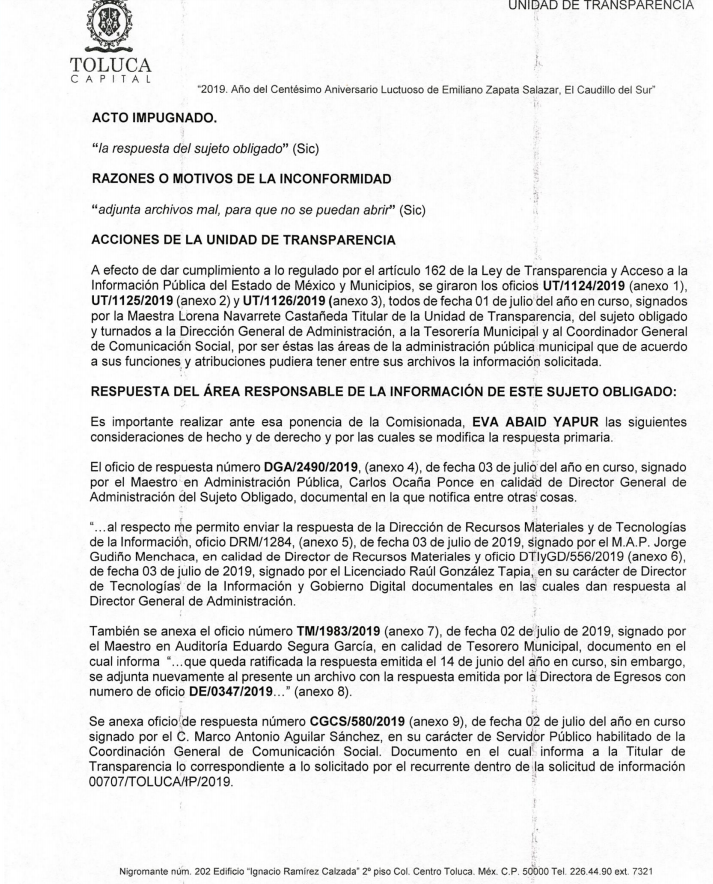 UNIDAD DE TRANSPARENCIA
TOLUCA
CAPITAL
"2019. Año del Centésimo Aniversario Luctuoso de Emiliano Zapata Salazar, El Caudillo del Sur"
ACTO IMPUGNADO.
"la respuesta del sujeto obligado" (Sic)
RAZONES O MOTIVOS DE LA INCONFORMIDAD
"adjunta archivos mal, para que no se puedan abrir" (Sic)
ACCIONES DE LA UNIDAD DE TRANSPARENCIA
A efecto de dar cumplimiento a lo regulado por el artículo 162 de la Ley de Transparencia y Acceso a la
Información Pública del Estado de México y Municipios, se giraron los oficios UT/1124/2019 (anexo 1),
UT/1125/2019 (anexo 2) y UT/1126/2019 (anexo 3), todos de fecha 01 de julio del año en curso, signados
por la Maestra Lorena Navarrete Castañeda Titular de la Unidad de Transparencia, del sujeto obligado
y turnados a la Dirección General de Administración, a la Tesorería Municipal y al Coordinador General
de Comunicación Social, por ser éstas las áreas de la administración pública municipal que de acuerdo
a sus funciones y atribuciones pudiera tener entre sus archivos la información solicitada.
RESPUESTA DEL ÁREA RESPONSABLE DE LA INFORMACIÓN DE ESTE SUJETO OBLIGADO:
Es importante realizar ante esa ponencia de la Comisionada, EVA ABAID YAPUR las siguientes
consideraciones de hecho y de derecho y por las cuales se modifica la respuesta primaria.
El oficio de respuesta número DGA/2490/2019, (anexo 4), de fecha 03 de julio del año en curso, signado
por el Maestro en Administración Pública, Carlos Ocaña Ponce en calidad de Director General de
Administración del Sujeto Obligado, documental en la que notifica entre otras cosas.
"…al respecto me permito enviar la respuesta de la Dirección de Recursos Materiales y de Tecnologías
de la Información, oficio DRM/1284, (anexo 5), de fecha 03 de julio de 2019, signado por el M.A.P. Jorge
Gudiño Menchaca, en calidad de Director de Recursos Materiales y oficio DTIyGD/556/2019 (anexo 6),
de fecha 03 de julio de 2019, signado por el Licenciado Raúl González Tapia, en su carácter de Director
de Tecnologías de la Información y Gobierno Digital documentales en las cuales dan respuesta al
Director General de Administración.
También se anexa el oficio número TM/1983/2019 (anexo 7), de fecha 02 de julio de 2019, signado por
el Maestro en Auditoría Eduardo Segura García, en calidad de Tesorero Municipal, documento en el
cual informa "…que queda ratificada la respuesta emitida el 14 de junio del año en curso, sin embargo,
se adjunta nuevamente al presente un archivo con la respuesta emitida por la Directora de Egresos con
numero de oficio DE/0347/2019…" (anexo 8).
Se anexa oficio de respuesta número CGCS/580/2019 (anexo 9), de fecha 02 de julio del año en curso
signado por el C. Marco Antonio Aguilar Sánchez, en su carácter de Servidor Público habilitado de la
Coordinación General de Comunicación Social. Documento en el cual informa a la Titular de
Transparencia lo correspondiente a lo solicitado por el recurrente dentro de la solicitud de información
00707/TOLUCA/IP/2019.
Nigromante núm. 202 Edificio "Ignacio Ramírez Calzada" 2º piso Col. Centro Toluca. Méx. C.P. 50000 Tel. 226.44.90 ext. 7321